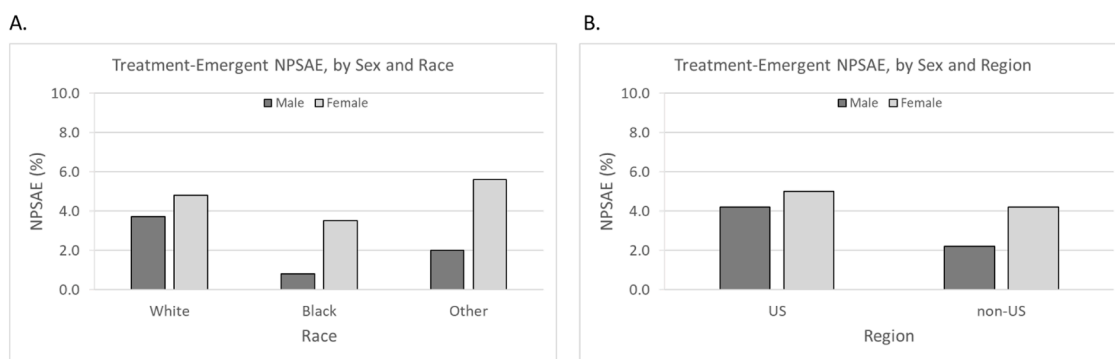 A.
Treatment-Emergent NPSAE, by Sex and Race
Male Female
NPSAE (%)
10.0
8.0
6.0
4.0
2.0
0.0
White Black Other
Race
B.
Treatment-Emergent NPSAE, by Sex and Region
Male Female
NPSAE (%)
10.0
8.0
6.0
4.0
2.0
0.0
US non-US
Region